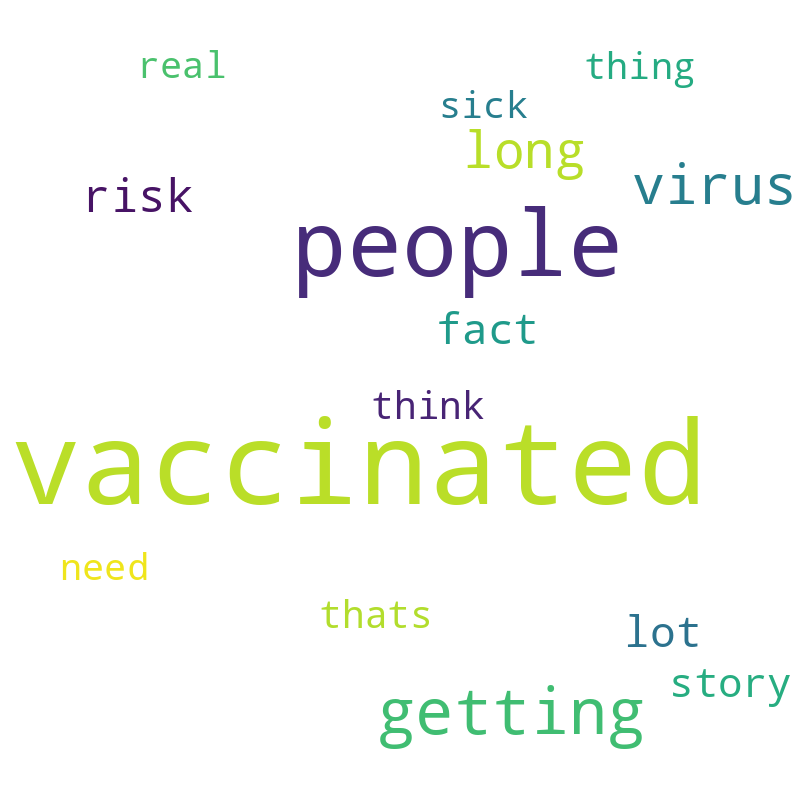 real
thing
sick
long
risk
virus
people
fact
think
vaccinated
need
thats
lot
story
getting